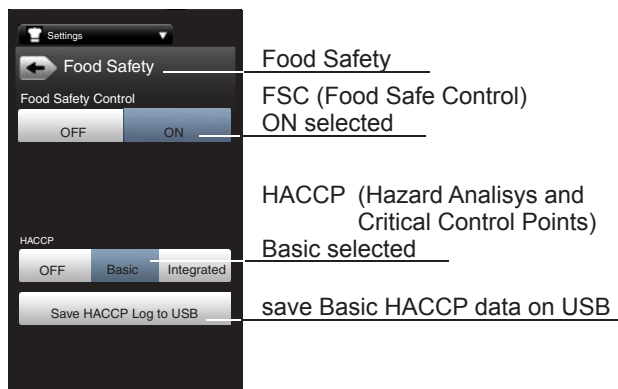 Settings
Food Safety
Food Safety Control
OFF ON
HACCP
OFF Basic Integrated
Save HACCP Log to USB
Food Safety
FSC (Food Safe Control)
ON selected
HACCP (Hazard Analisys and
Critical Control Points)
Basic selected
save Basic HACCP data on USB